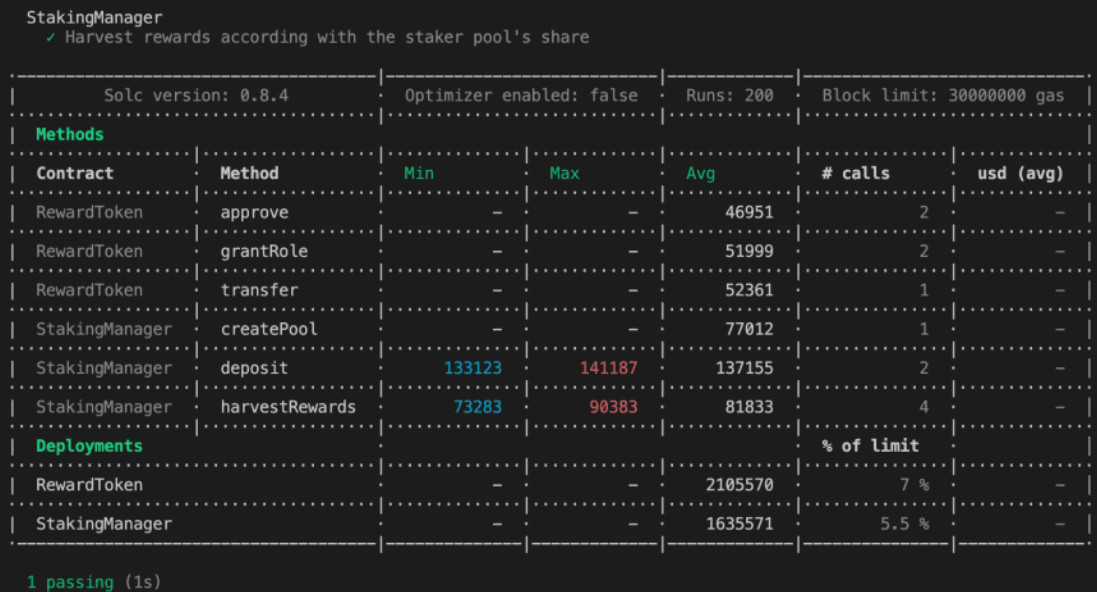 StakingManager
✓ Harvest rewards according with the staker pool's share
Solc version: 0.8.4 · Optimizer enabled: false · Runs: 200 · Block limit: 30000000 gas
Methods
Contract · Method · Min · Max · Avg · # calls · usd (avg)
RewardToken · approve · – · – · 46951 · 2 · –
RewardToken · grantRole · – · – · 51999 · 2 · –
RewardToken · transfer · – · – · 52361 · 1 · –
StakingManager · createPool · – · – · 77012 · 1 · –
StakingManager · deposit · 133123 · 141187 · 137155 · 2 · –
StakingManager · harvestRewards · 73283 · 90383 · 81833 · 4 · –
Deployments · · % of limit ·
RewardToken · – · – · 2105570 · 7 % · –
StakingManager · – · – · 1635571 · 5.5 % · –
1 passing (1s)